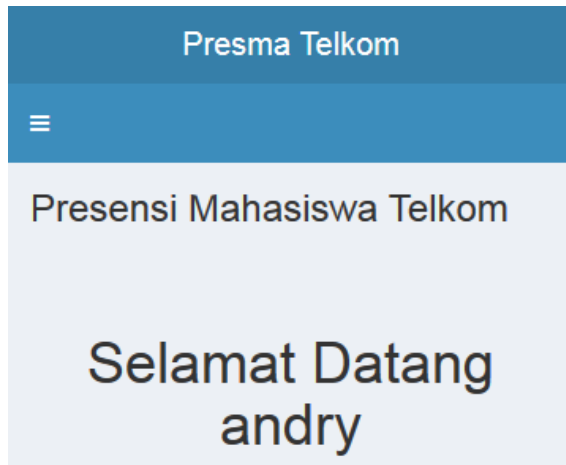 Presma Telkom
Presensi Mahasiswa Telkom
Selamat Datang
andry